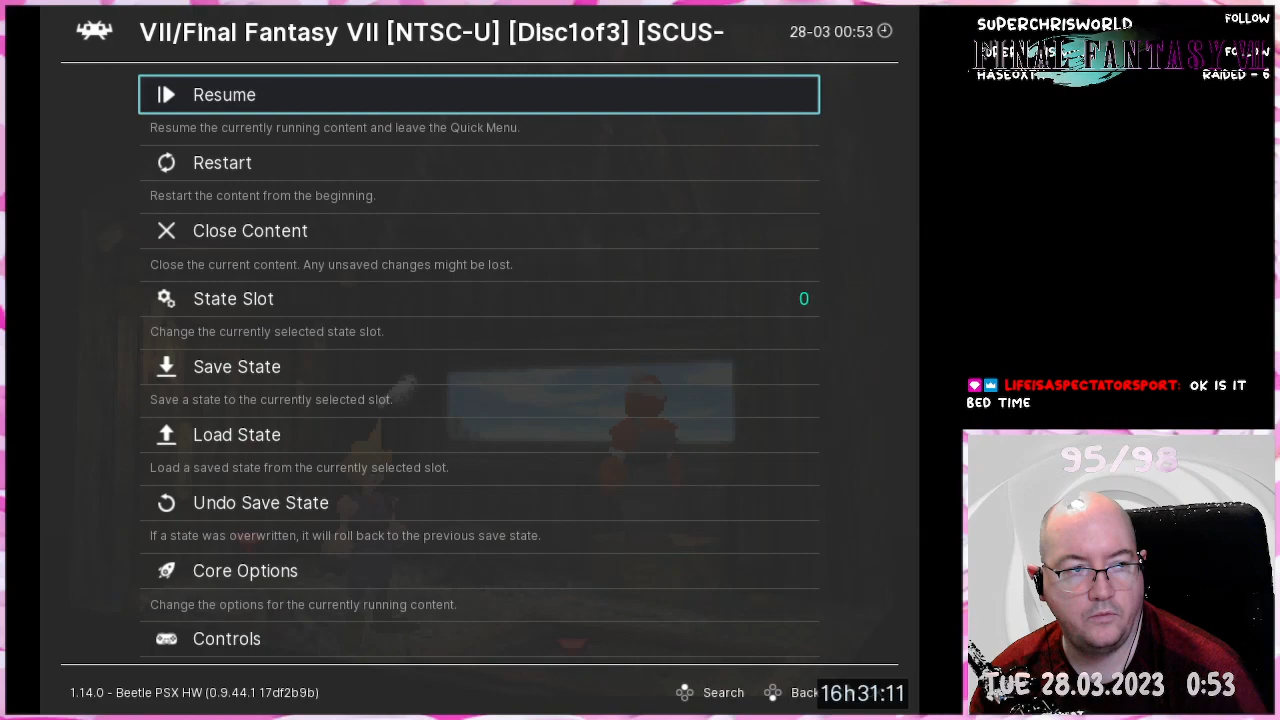 VII/Final Fantasy VII [NTSC-U] [Disc1of3] [SCUS-
28-03 00:53
Resume
Resume the currently running content and leave the Quick Menu.
Restart
Restart the content from the beginning.
Close Content
Close the current content. Any unsaved changes might be lost.
State Slot
0
Change the currently selected state slot.
Save State
Save a state to the currently selected slot.
Load State
Load a saved state from the currently selected slot.
Undo Save State
If a state was overwritten, it will roll back to the previous save state.
Core Options
Change the options for the currently running content.
Controls
1.14.0 - Beetle PSX HW (0.9.44.1 17df2b9b)
Search
Back
16h31:11
SUPERCHRISWORLD
FOLLOW
FINAL FANTASY VII
FOLLOW
RAIDED - 6
LIFEISASPECTATORSPORT: OK IS IT
BED TIME
95/98
TUE 28.03.2023 0:53